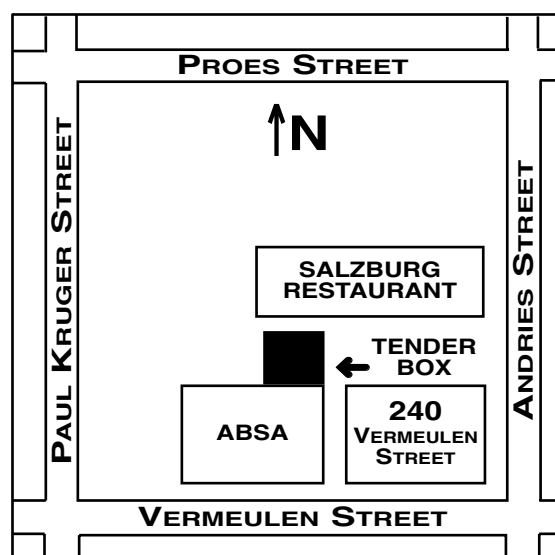 PROES STREET
N
PAUL KRUGER STREET
ANDRIES STREET
SALZBURG
RESTAURANT
TENDER
BOX
ABSA
240
VERMEULEN
STREET
VERMEULEN STREET